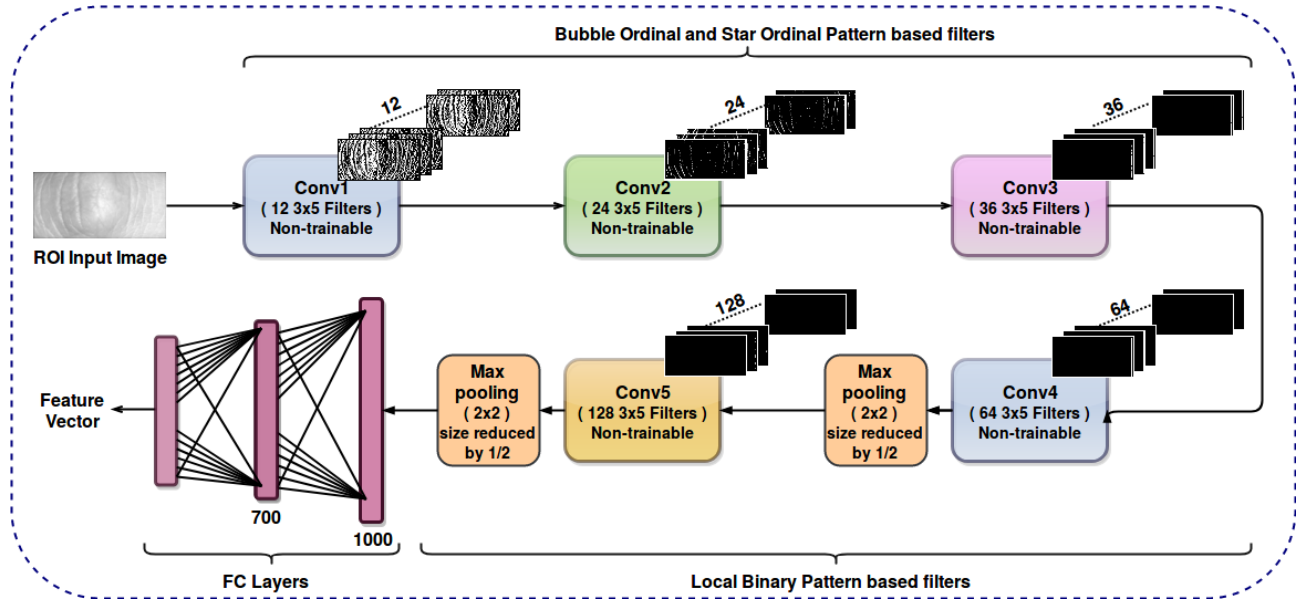 Bubble Ordinal and Star Ordinal Pattern based filters
12
24
36
Conv1
( 12 3x5 Filters )
Non-trainable
Conv2
( 24 3x5 Filters )
Non-trainable
Conv3
( 36 3x5 Filters )
Non-trainable
ROI Input Image
128
64
Feature
Vector
700
1000
Max
pooling
( 2x2 )
size reduced
by 1/2
Conv5
( 128 3x5 Filters )
Non-trainable
Max
pooling
( 2x2 )
size reduced
by 1/2
Conv4
( 64 3x5 Filters )
Non-trainable
FC Layers
Local Binary Pattern based filters